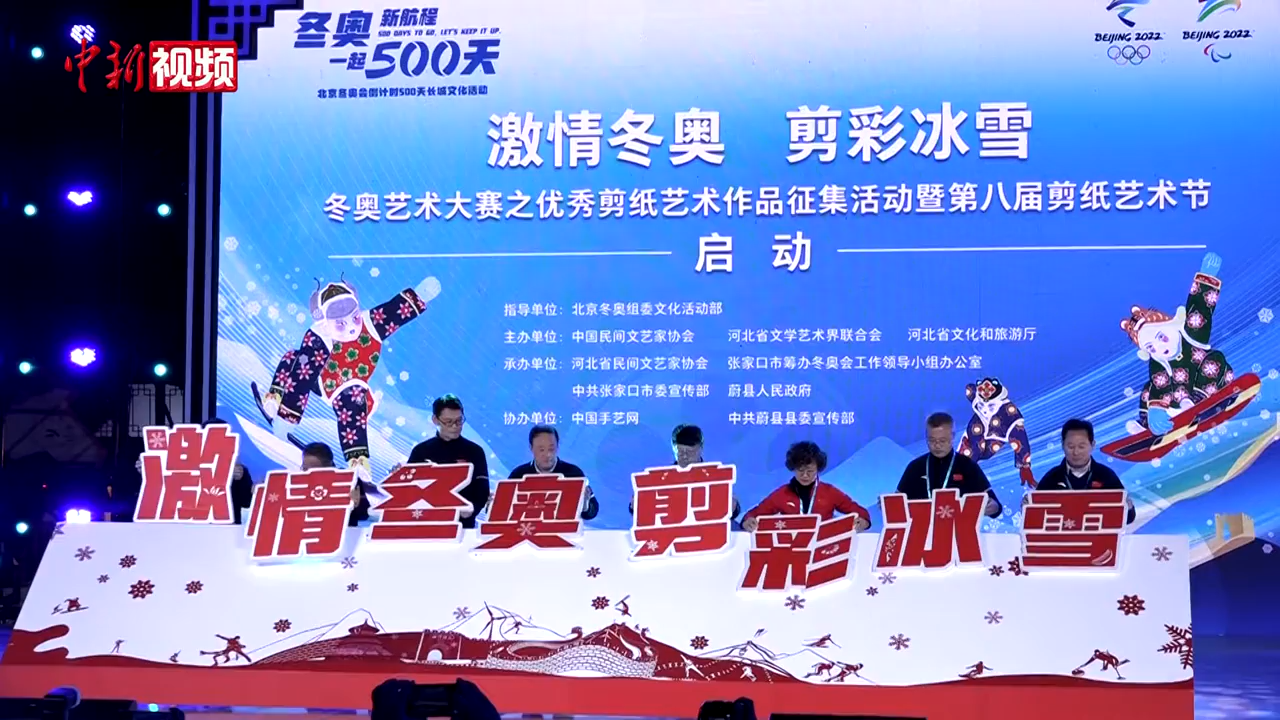 中新视频
冬奥 新航程
500 DAYS TO GO, LET'S KEEP IT UP.
一起500天
北京冬奥会倒计时500天长城文化活动
BEIJING 2022 BEIJING 2022
激情冬奥 剪彩冰雪
冬奥艺术大赛之优秀剪纸艺术作品征集活动暨第八届剪纸艺术节
启动
指导单位：北京冬奥组委文化活动部
主办单位：中国民间文艺家协会 河北省文学艺术界联合会 河北省文化和旅游厅
承办单位：河北省民间文艺家协会 张家口市筹办冬奥会工作领导小组办公室
中共张家口市委宣传部 蔚县人民政府
协办单位：中国手艺网 中共蔚县县委宣传部
激情冬奥剪彩冰雪